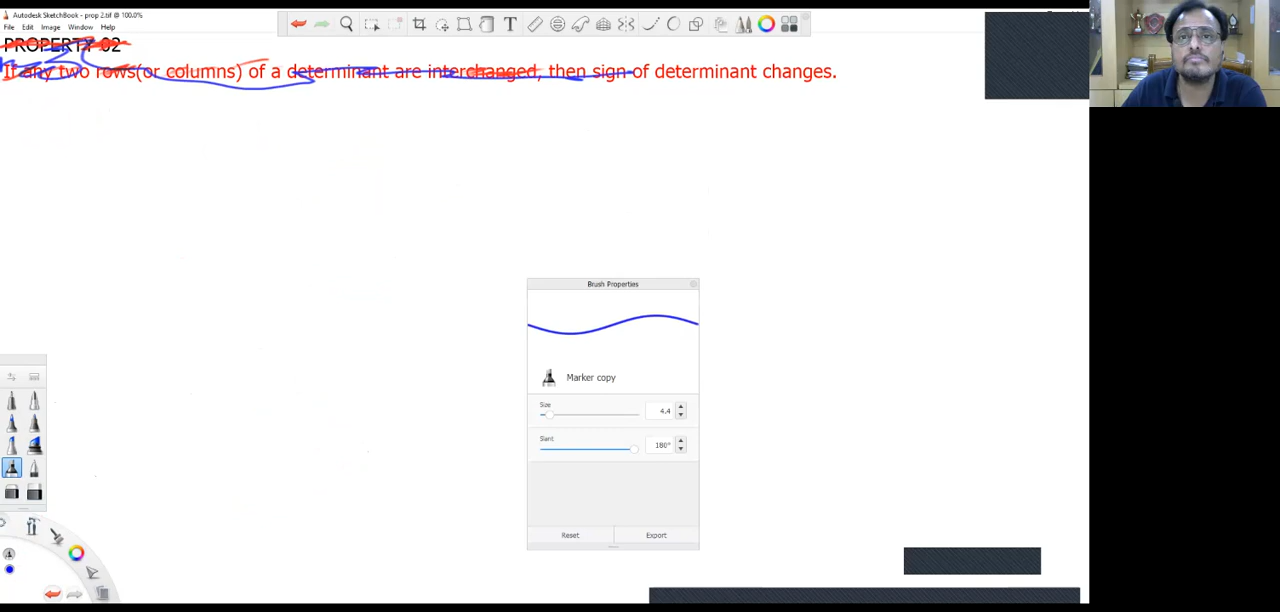 Autodesk SketchBook - prop 2.tif @ 100.0%
File Edit Image Window Help
PROPERTY 02
If any two rows(or columns) of a determinant are interchanged, then sign of determinant changes.
Brush Properties
Marker copy
Size
4.4
Slant
180°
Reset Export